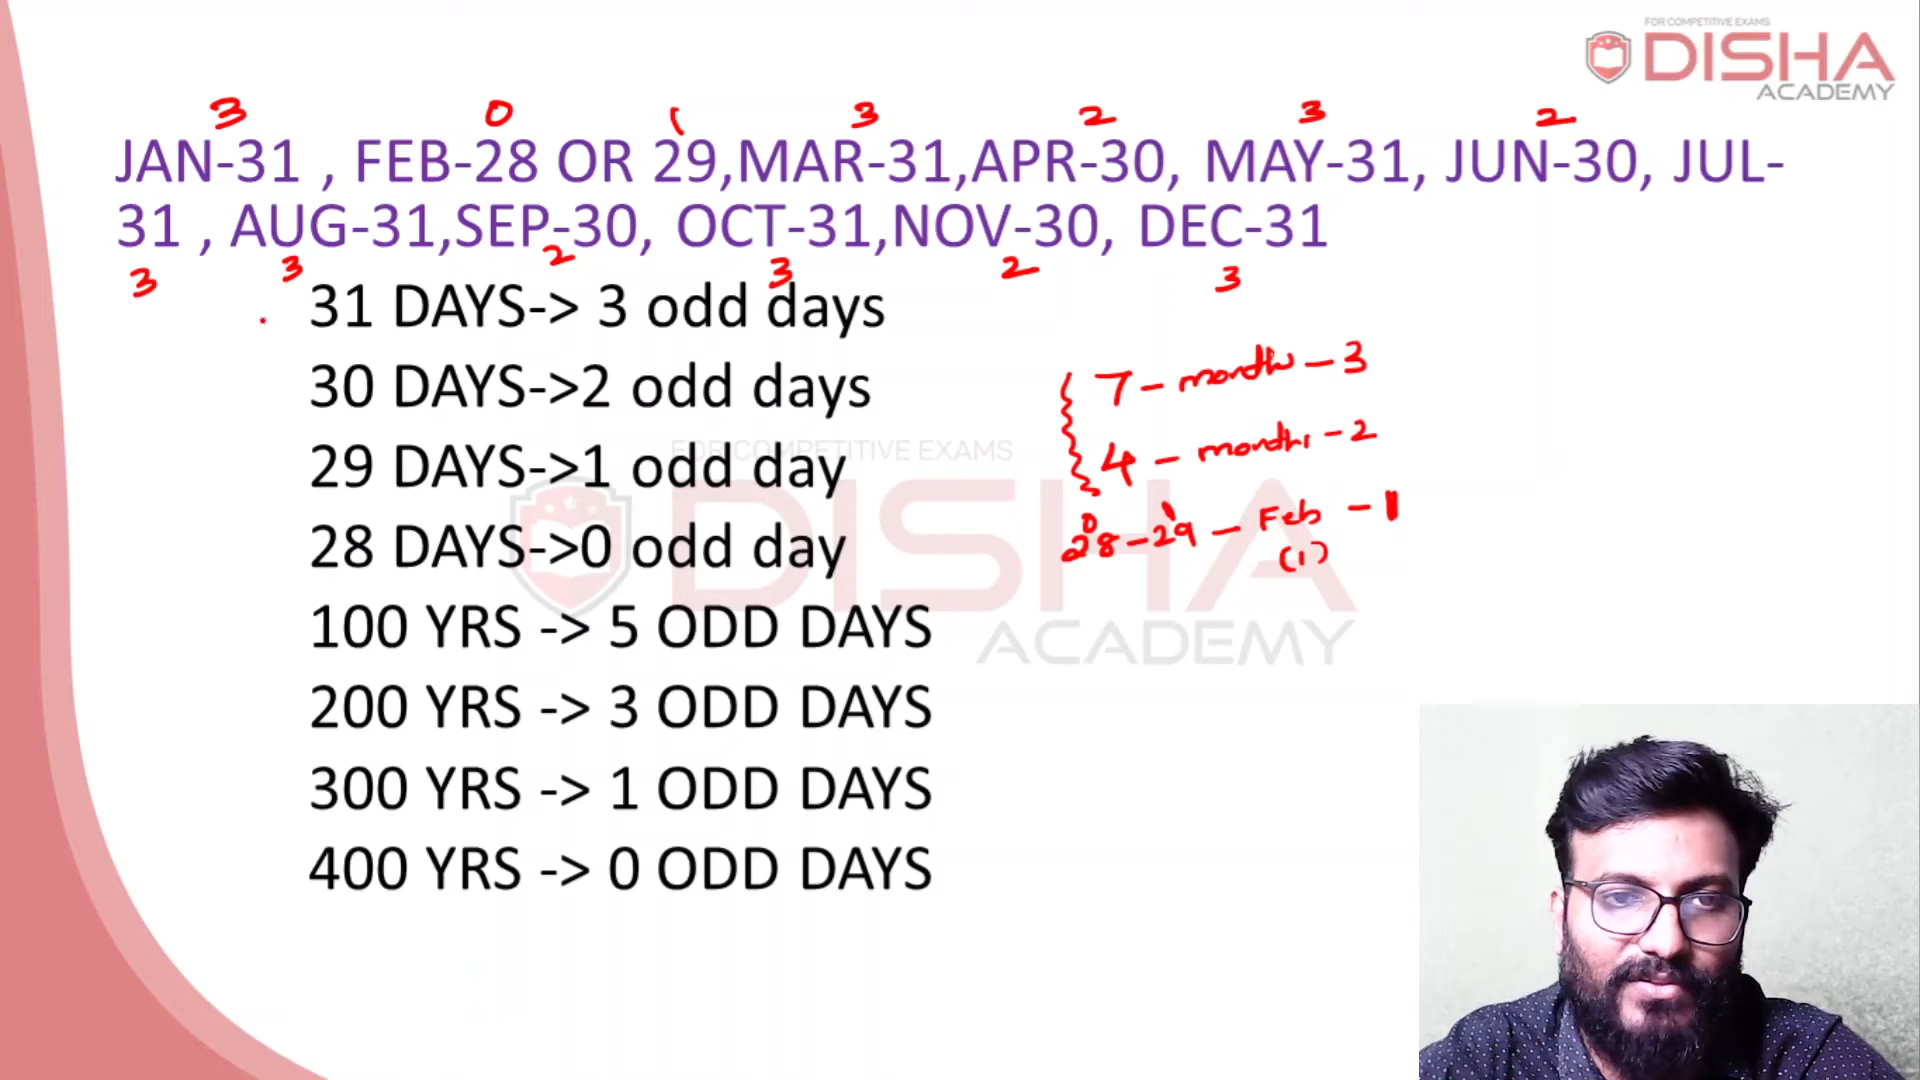 FOR COMPETITIVE EXAMS
DISHA
ACADEMY
3 0 1 3 2 3 2
JAN-31 , FEB-28 OR 29,MAR-31,APR-30, MAY-31, JUN-30, JUL-
31 , AUG-31,SEP-30, OCT-31,NOV-30, DEC-31
3 3 2 3 2 3
31 DAYS-> 3 odd days
7 - months - 3
30 DAYS->2 odd days
4 - months - 2
FOR COMPETITIVE EXAMS
29 DAYS->1 odd day
0 1
28 - 29 - Feb - 1
(1)
28 DAYS->0 odd day
DISHA
100 YRS -> 5 ODD DAYS
ACADEMY
200 YRS -> 3 ODD DAYS
300 YRS -> 1 ODD DAYS
400 YRS -> 0 ODD DAYS